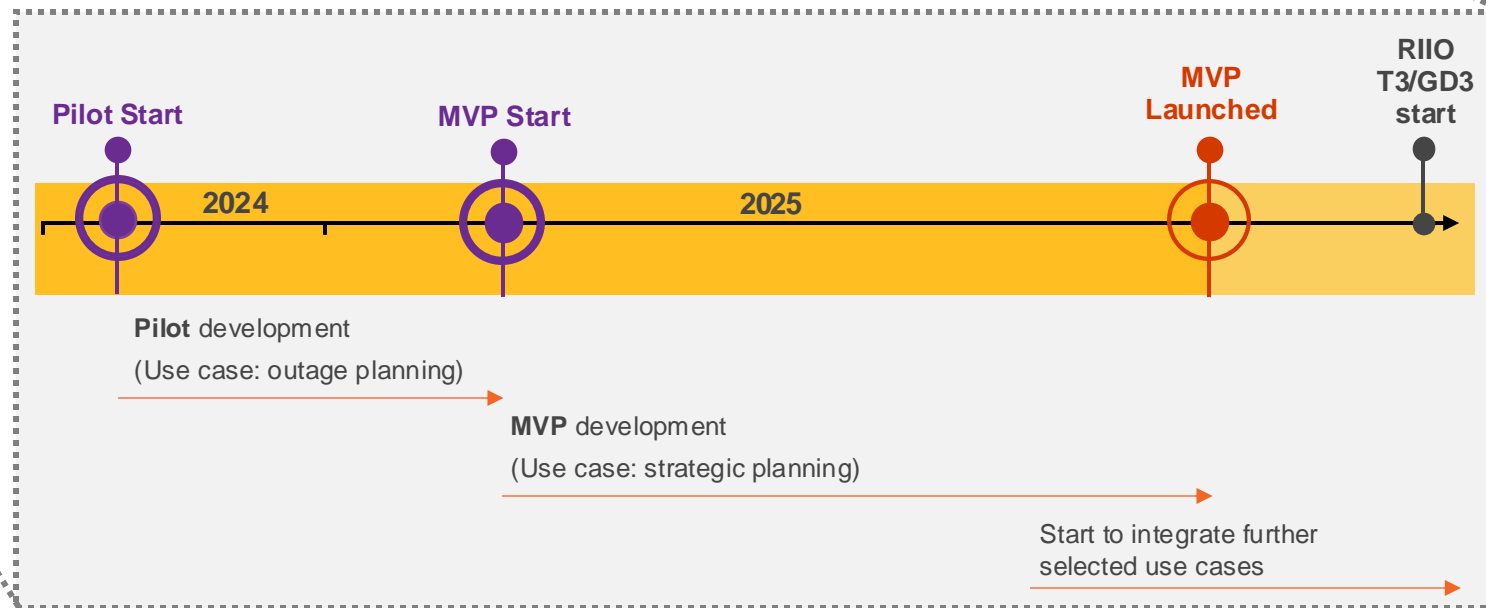 RIIO
T3/GD3
start
MVP
Launched
Pilot Start
MVP Start
2024
2025
Pilot development
(Use case: outage planning)
MVP development
(Use case: strategic planning)
Start to integrate further
selected use cases